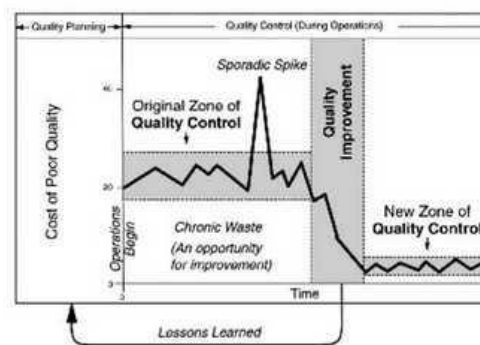 Quality Planning
Quality Control (During Operations)
Sporadic Spike
Original Zone of
Quality Control
Quality
Improvement
Cost of Poor Quality
20
New Zone of
Quality Control
Chronic Waste
(An opportunity
for improvement)
Operations
Begin
0
Time
Lessons Learned